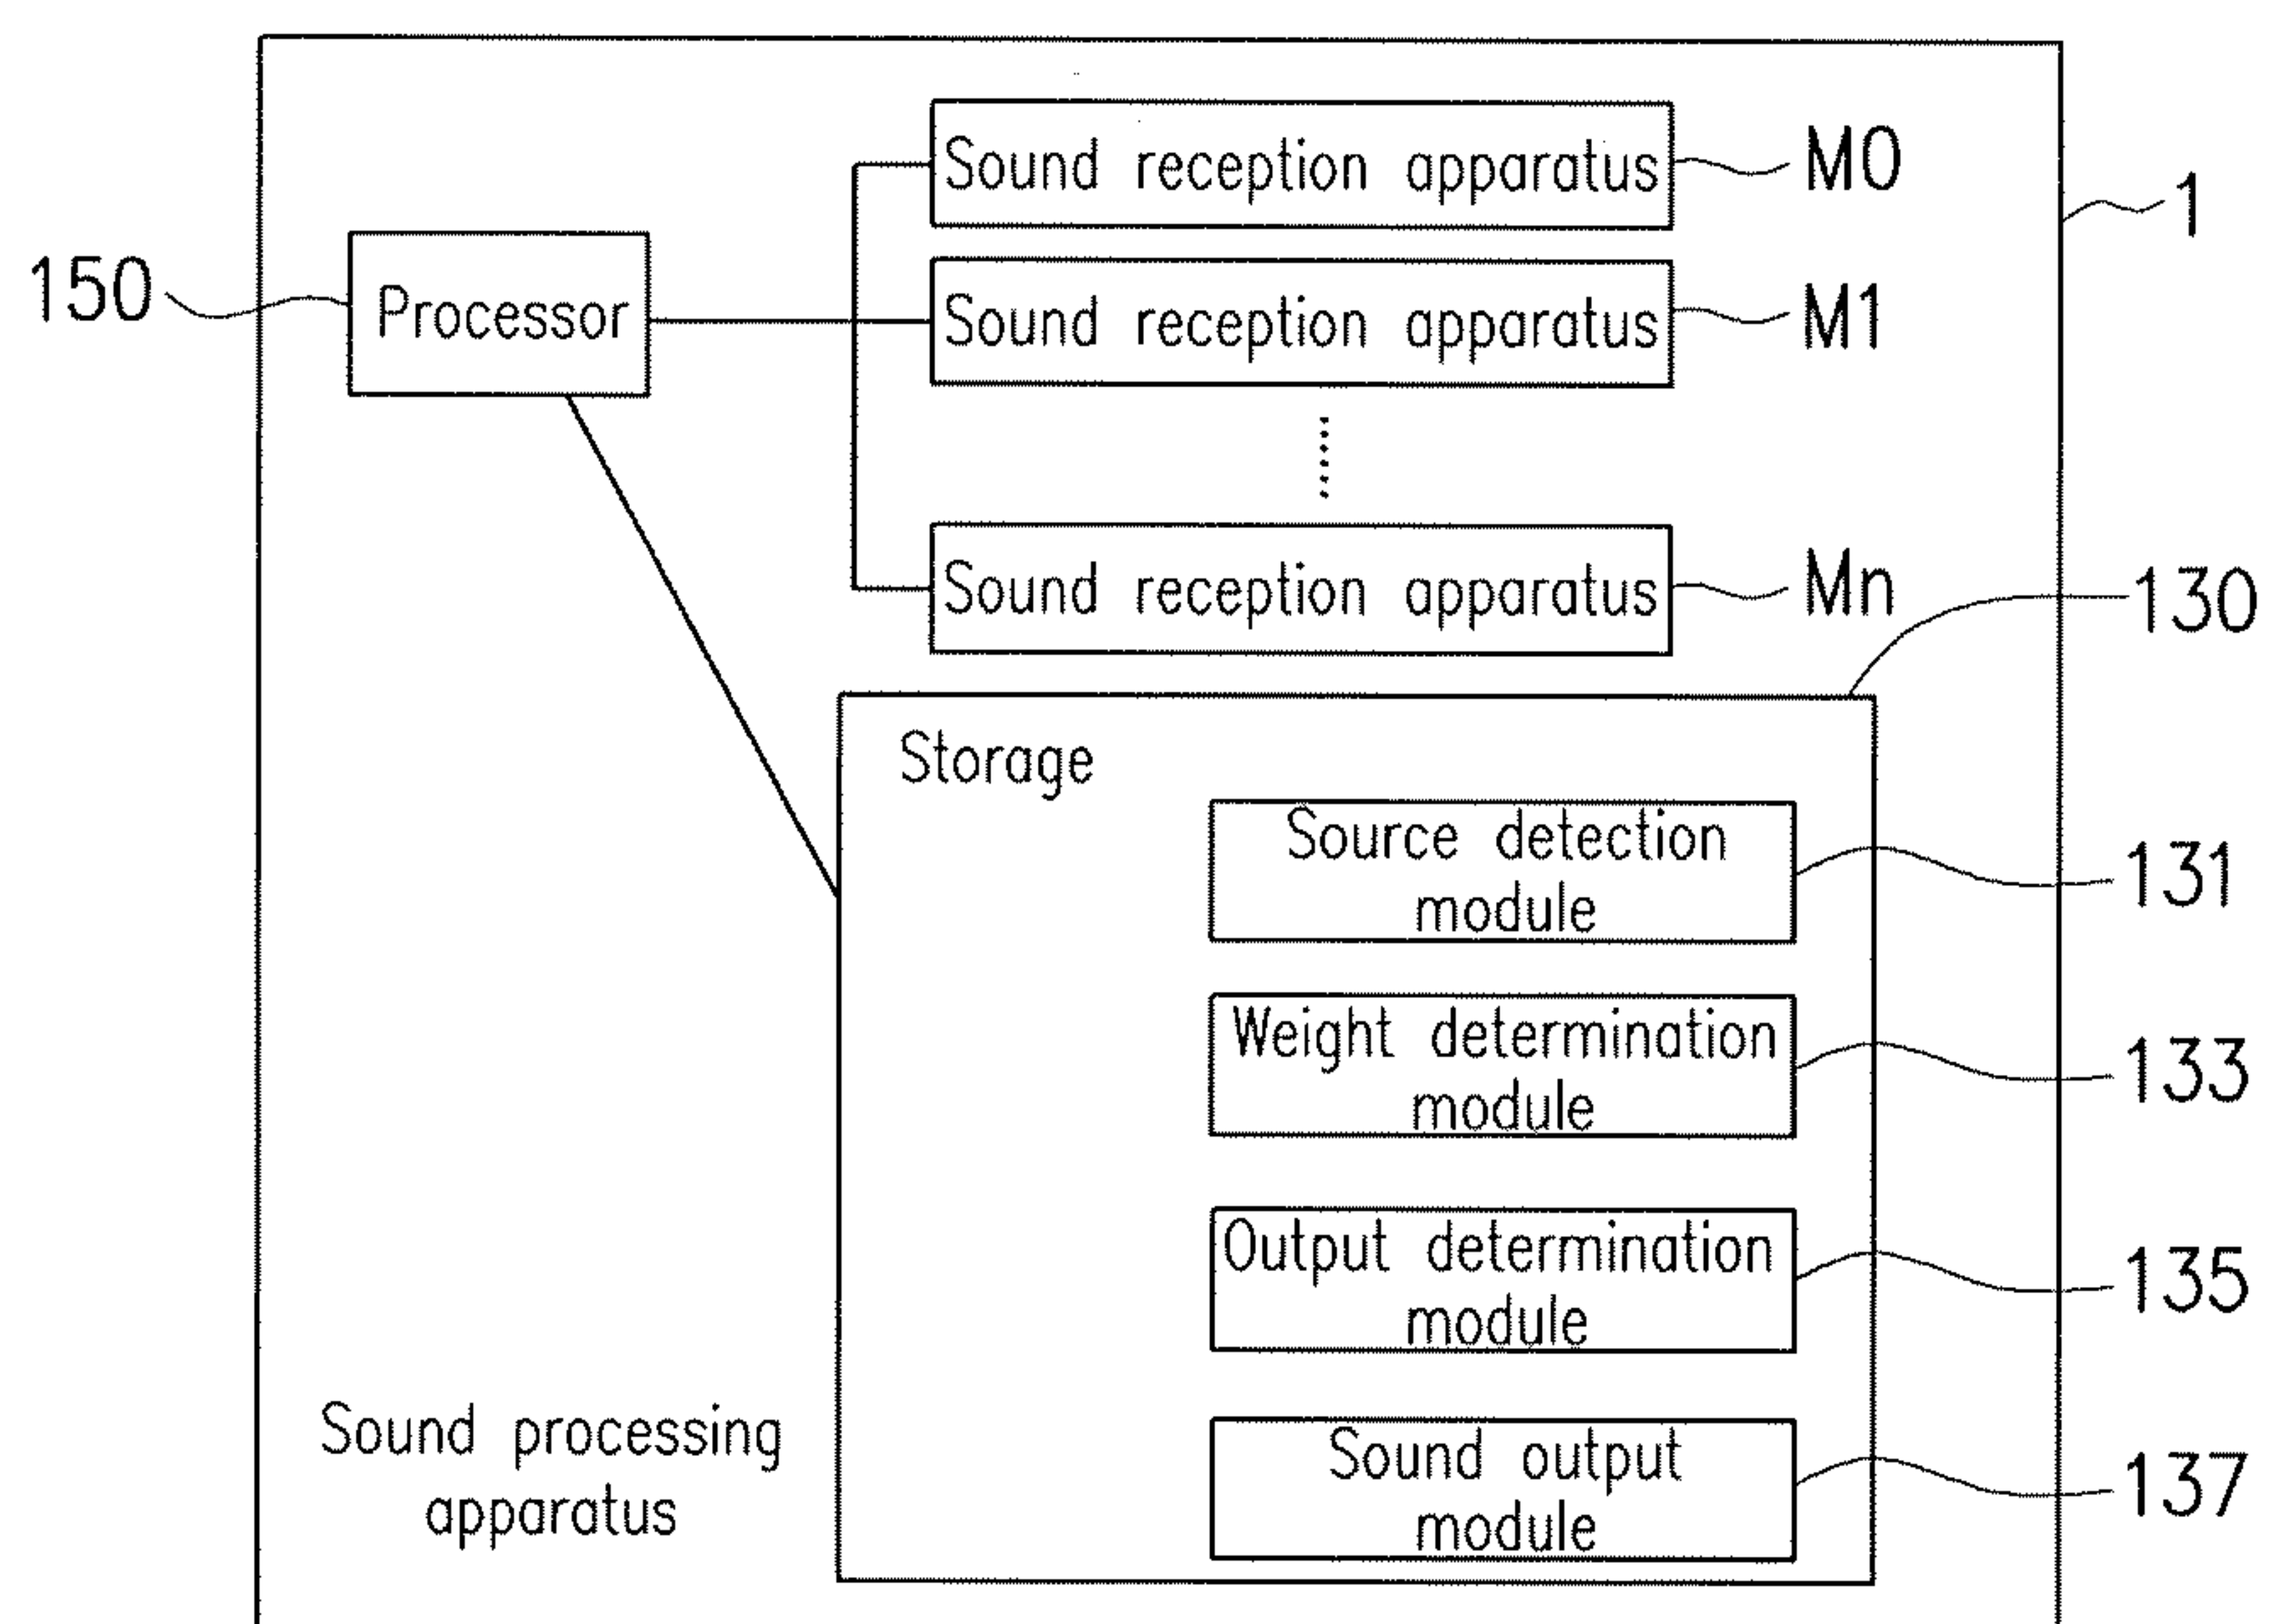 Sound reception apparatus M0
1
150 Processor
Sound reception apparatus M1
Sound reception apparatus Mn
130
Storage
Source detection
module
131
Weight determination
module
133
Output determination
module
135
Sound output
module
137
Sound processing
apparatus